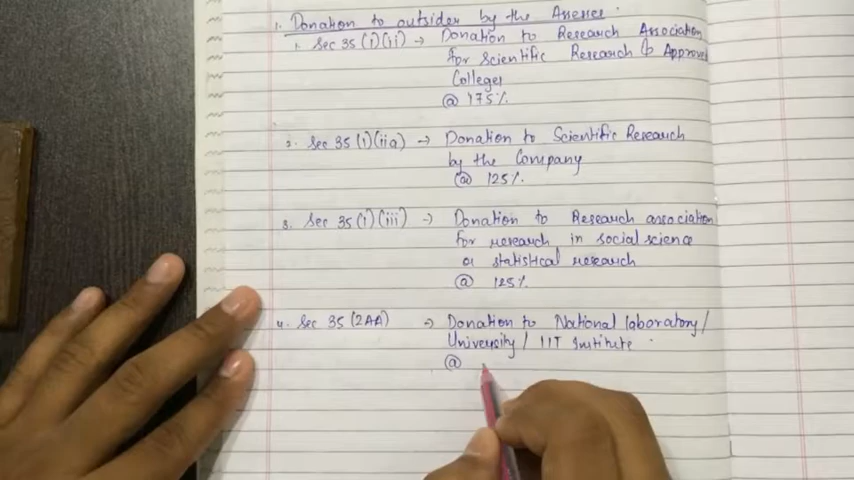 1. Donation to outsider by the Assessee.
1. Sec 35 (1)(ii) → Donation to Research Association
for Scientific Research & Approved
Colleges
@ 175%.
2. Sec 35 (1)(iia) → Donation to Scientific Research
by the Company
@ 125%.
3. Sec 35 (1)(iii) → Donation to Research association
for research in social science
or statistical research
@ 125%.
4. Sec 35 (2AA) → Donation to National laboratory/
University/ IIT Institute.
@